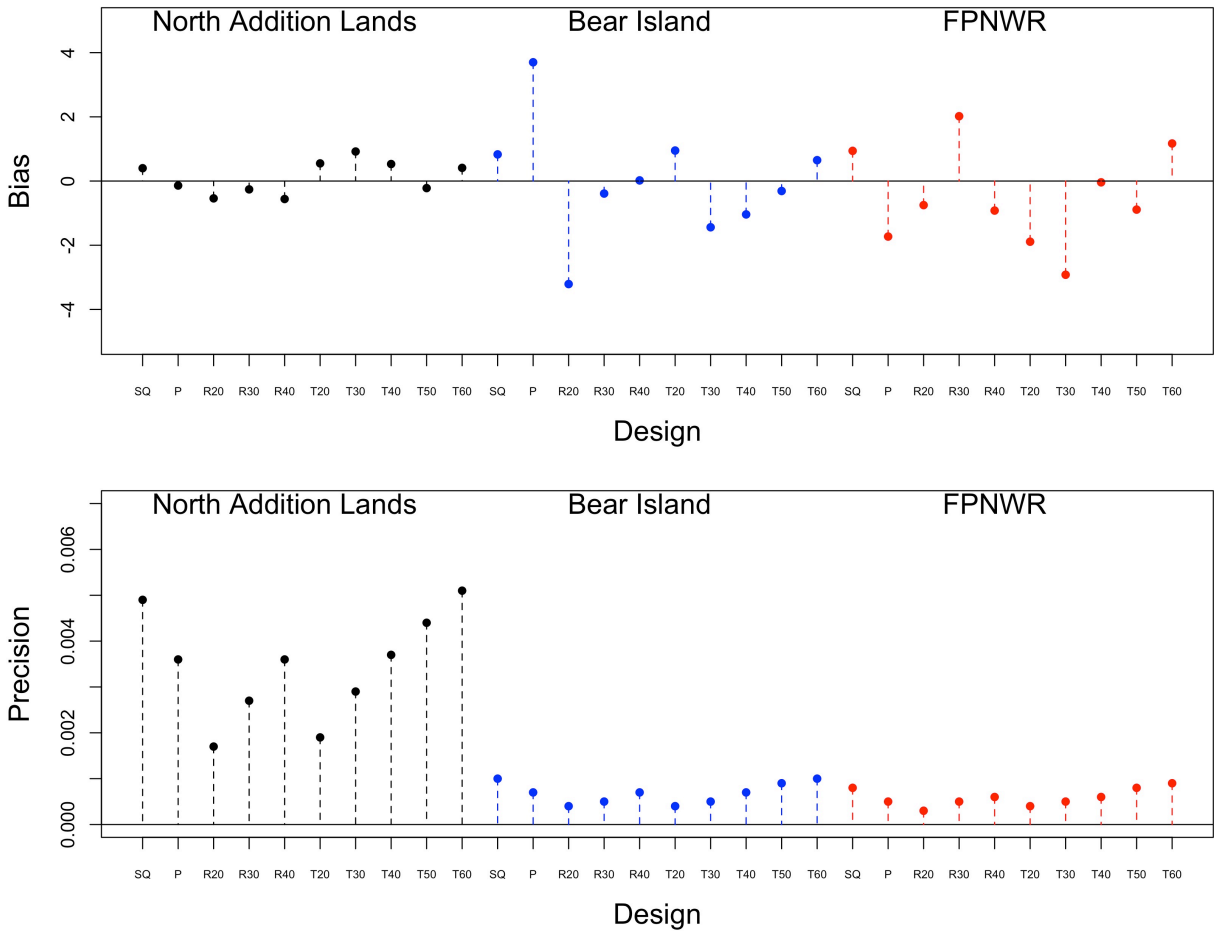 North Addition Lands Bear Island FPNWR
4
2
0
-2
-4
Bias
SQ P R20 R30 R40 T20 T30 T40 T50 T60 SQ P R20 R30 R40 T20 T30 T40 T50 T60 SQ P R20 R30 R40 T20 T30 T40 T50 T60
Design
North Addition Lands Bear Island FPNWR
0.006
0.004
0.002
0.000
Precision
SQ P R20 R30 R40 T20 T30 T40 T50 T60 SQ P R20 R30 R40 T20 T30 T40 T50 T60 SQ P R20 R30 R40 T20 T30 T40 T50 T60
Design